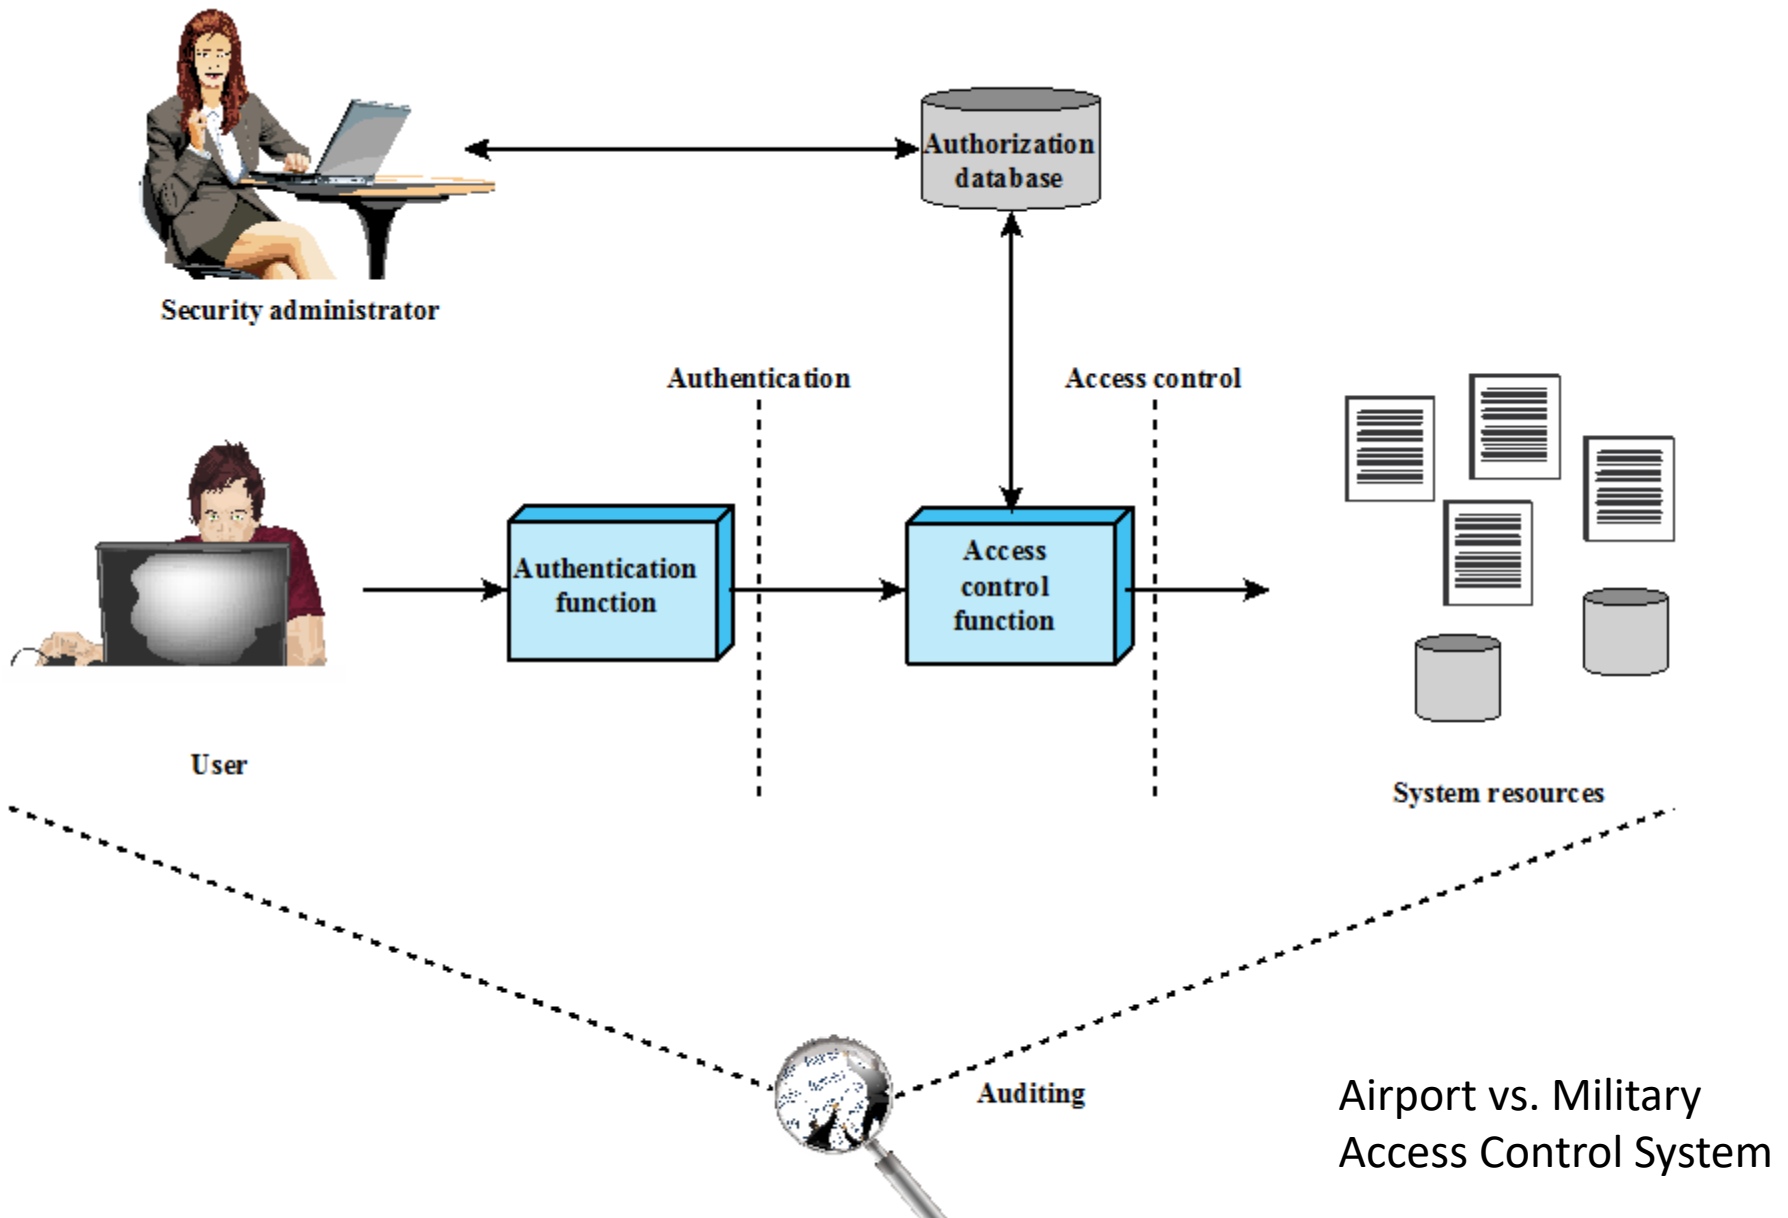 Authorization
database
Security administrator
Authentication
Access control
Authentication
function
Access
control
function
User
System resources
Auditing
Airport vs. Military
Access Control System